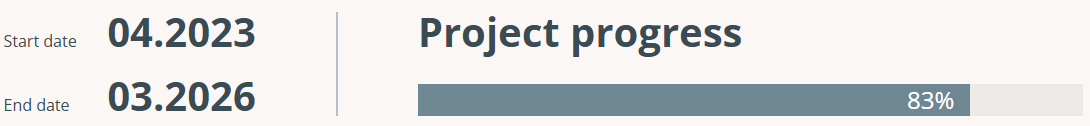 Start date 04.2023
End date 03.2026
Project progress
83%